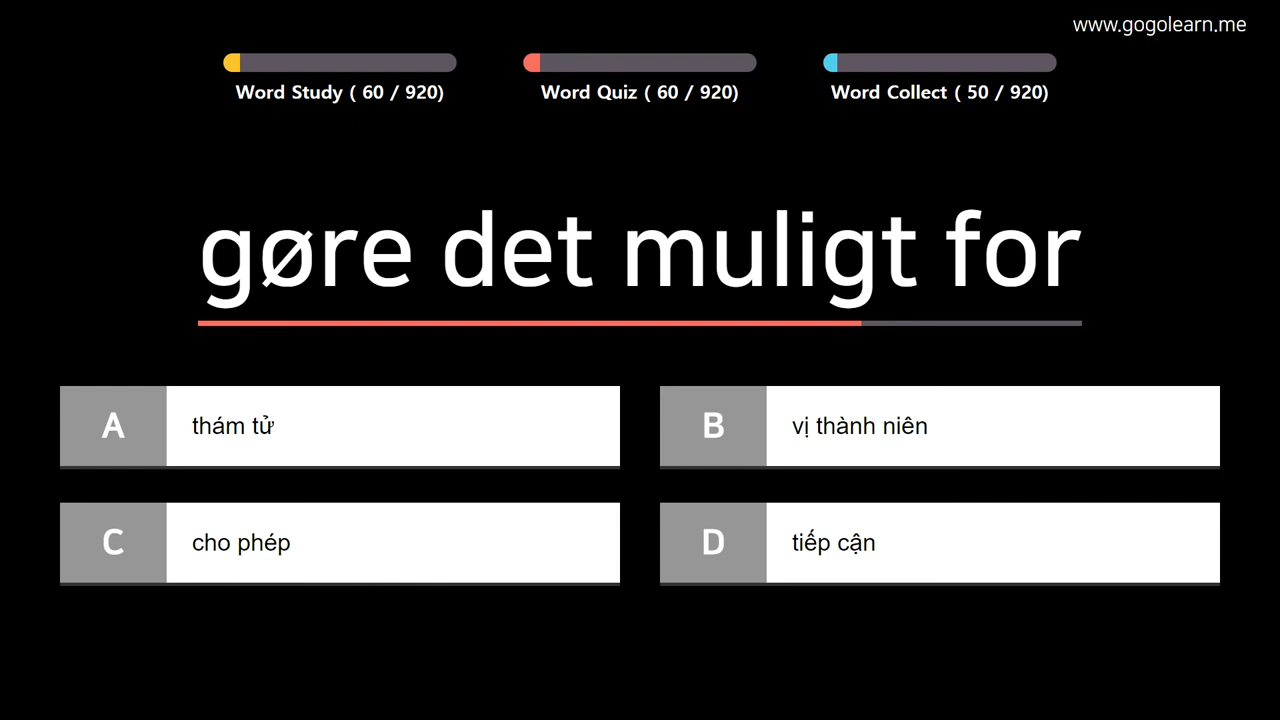 www.gogolearn.me
Word Study ( 60 / 920)
Word Quiz ( 60 / 920)
Word Collect ( 50 / 920)
gøre det muligt for
A
thám tử
B
vị thành niên
C
cho phép
D
tiếp cận